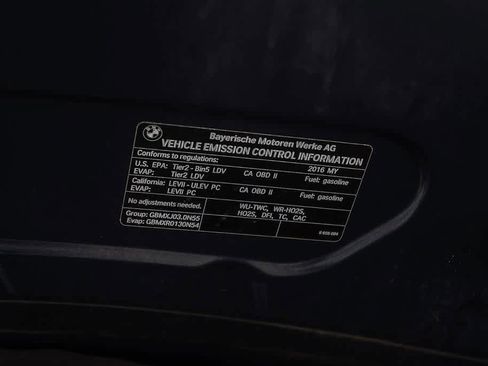 BMW
Bayerische Motoren Werke AG
VEHICLE EMISSION CONTROL INFORMATION
Conforms to regulations: 2016 MY
U.S. EPA: Tier2 - Bin5 LDV CA OBD II Fuel: gasoline
EVAP: Tier2 LDV
California: LEVII - ULEV PC CA OBD II Fuel: gasoline
EVAP: LEVII PC
No adjustments needed. WU-TWC, WR-HO2S,
HO2S, DFI, TC, CAC
Group: GBMXJ03.0N55
Evap: GBMXR0130N54